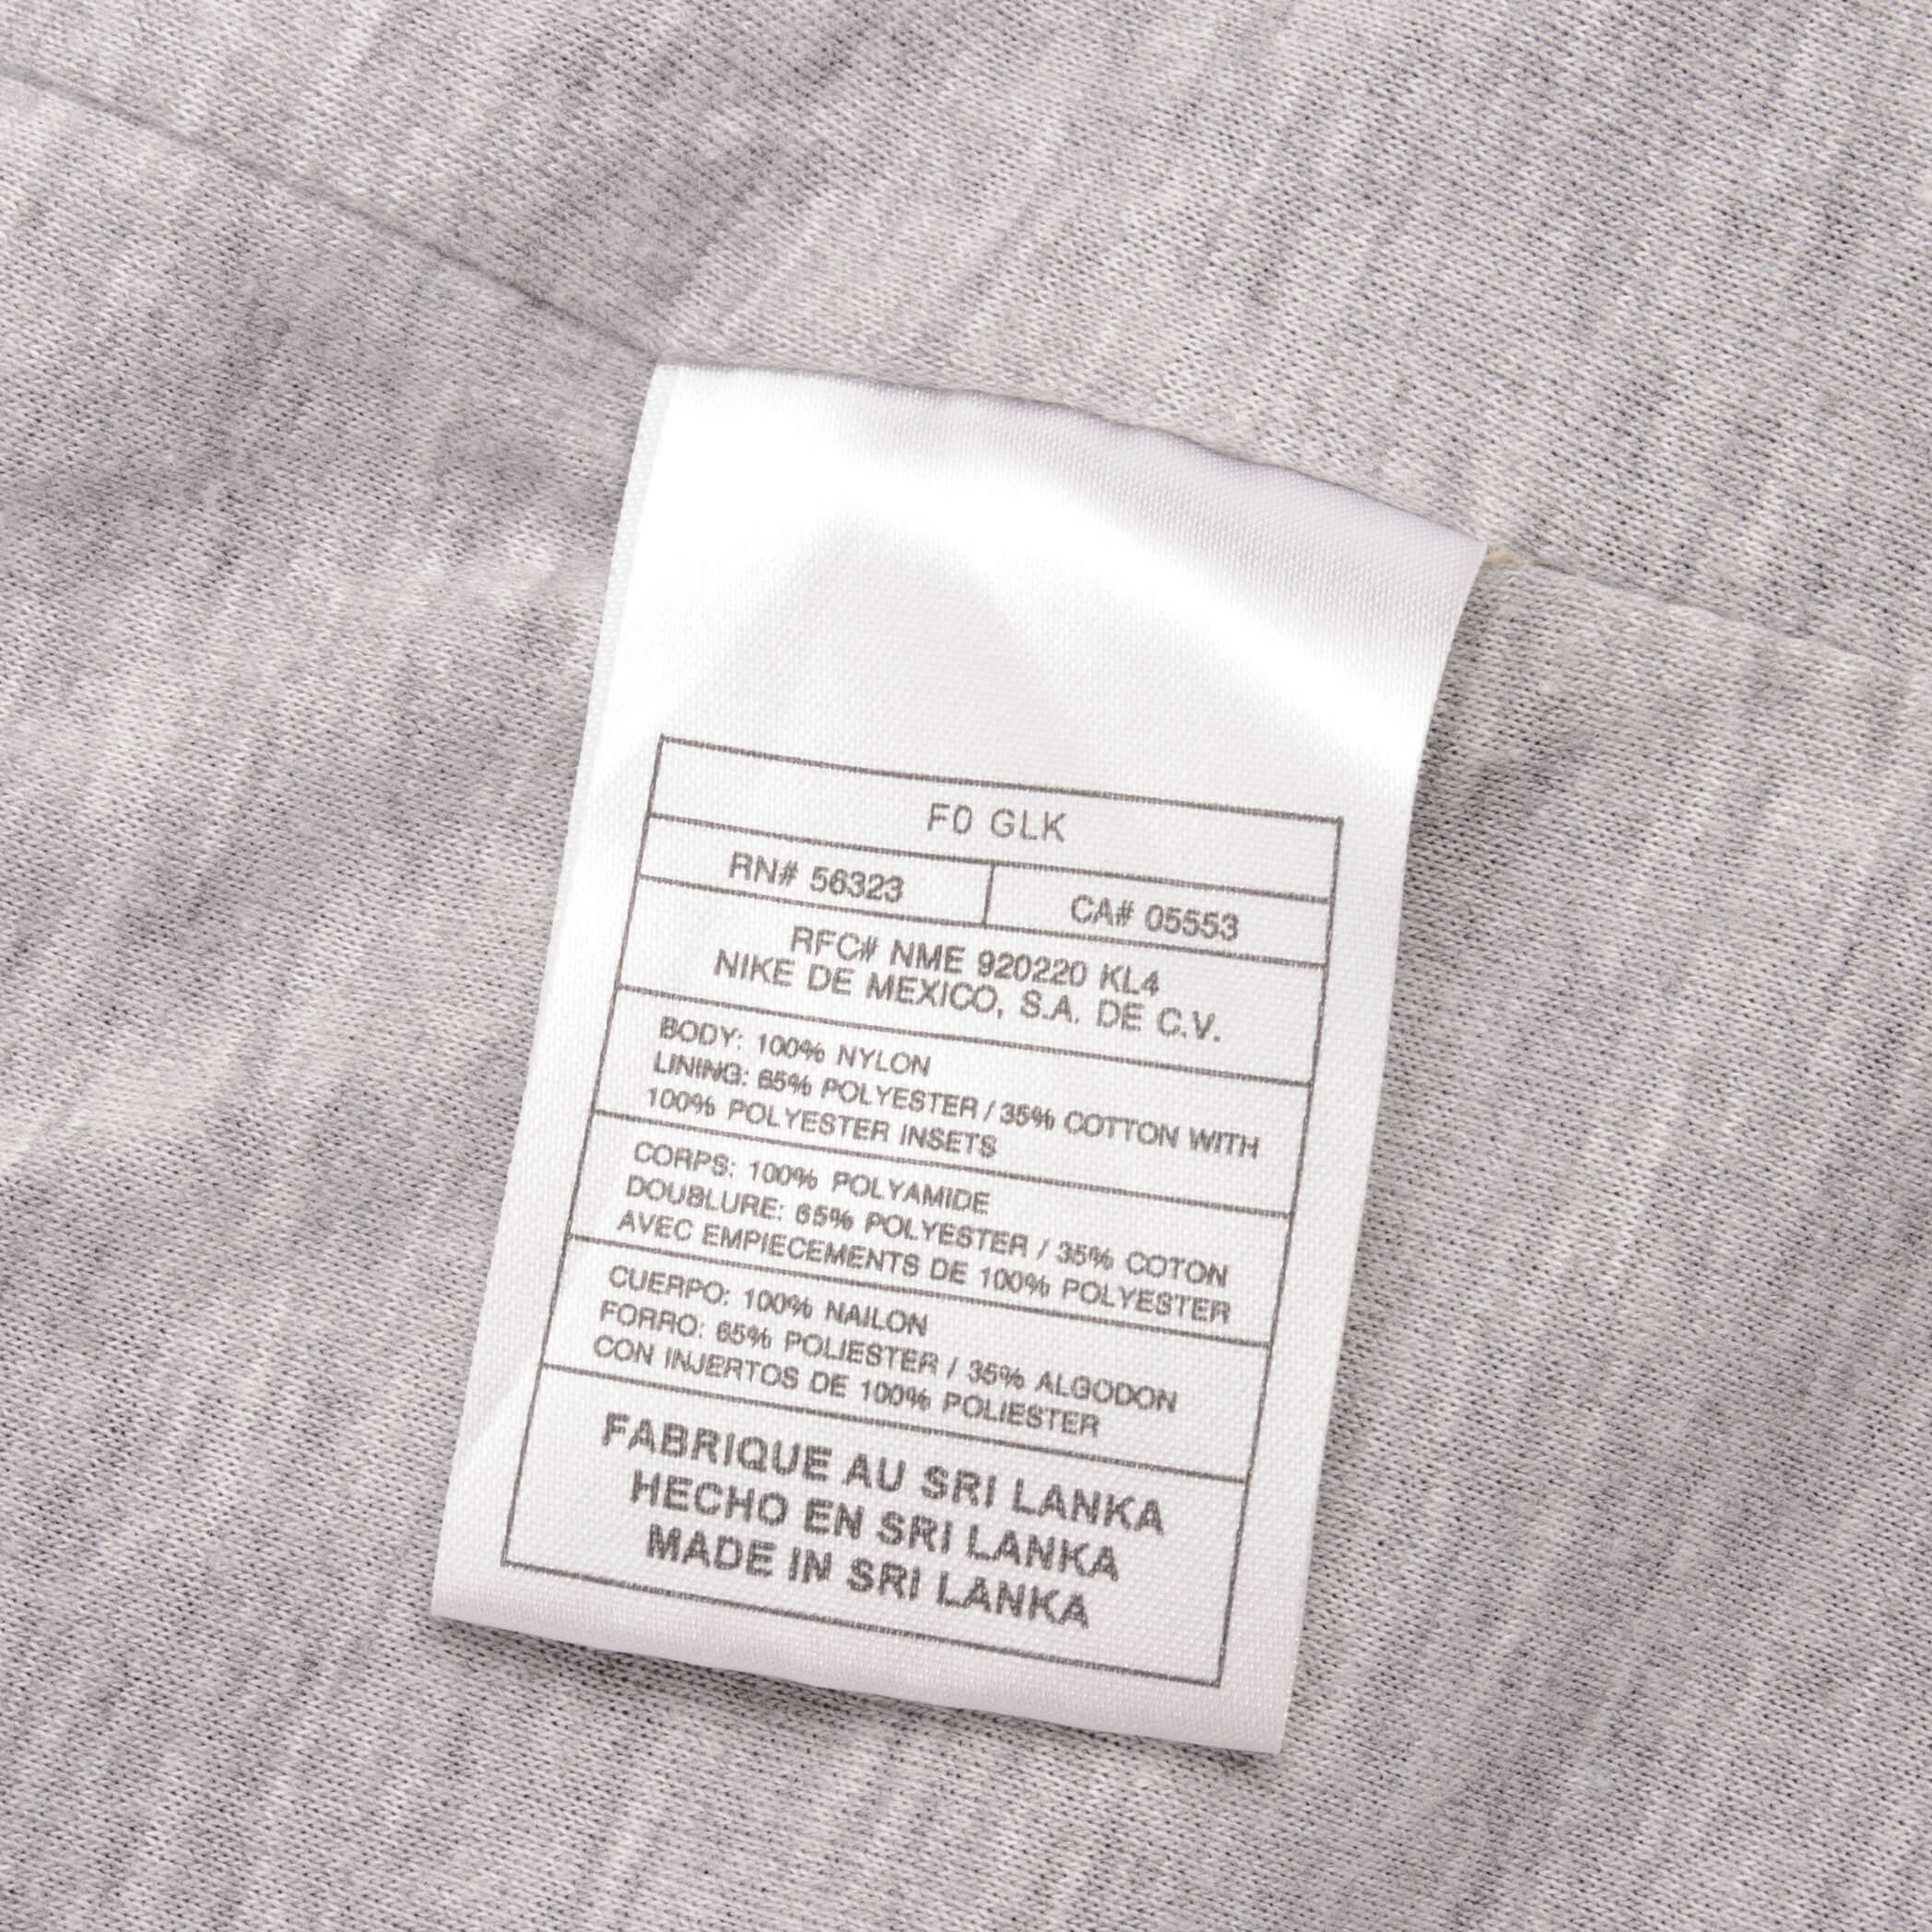 F0 GLK
RN# 56323
CA# 05553
RFC# NME 920220 KL4
NIKE DE MEXICO, S.A. DE C.V.
BODY: 100% NYLON
LINING: 65% POLYESTER / 35% COTTON WITH
100% POLYESTER INSETS
CORPS: 100% POLYAMIDE
DOUBLURE: 65% POLYESTER / 35% COTON
AVEC EMPIECEMENTS DE 100% POLYESTER
CUERPO: 100% NAILON
FORRO: 65% POLIESTER / 35% ALGODON
CON INJERTOS DE 100% POLIESTER
FABRIQUE AU SRI LANKA
HECHO EN SRI LANKA
MADE IN SRI LANKA